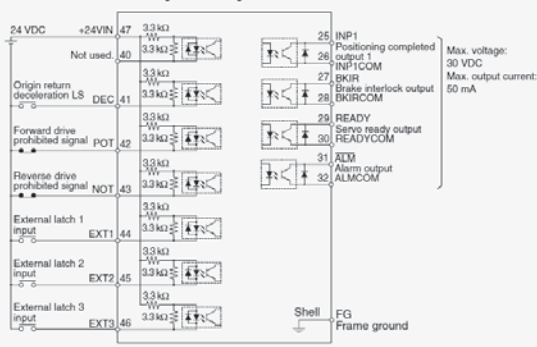 24 VDC
+24VIN
47
3.3 kΩ
Not used.
40
3.3 kΩ
3.3 kΩ
Origin return
deceleration LS
DEC
41
3.3 kΩ
3.3 kΩ
Forward drive
prohibited signal
POT
42
3.3 kΩ
3.3 kΩ
Reverse drive
prohibited signal
NOT
43
3.3 kΩ
3.3 kΩ
External latch 1
input
EXT1
44
3.3 kΩ
3.3 kΩ
External latch 2
input
EXT2
45
3.3 kΩ
3.3 kΩ
External latch 3
input
EXT3
46
3.3 kΩ
25
INP1
Positioning completed
output 1
26
INP1COM
27
BKIR
Brake interlock output
28
BKIRCOM
29
READY
Servo ready output
30
READYCOM
31
ALM
Alarm output
32
ALMCOM
Max. voltage:
30 VDC
Max. output current:
50 mA
Shell
FG
Frame ground